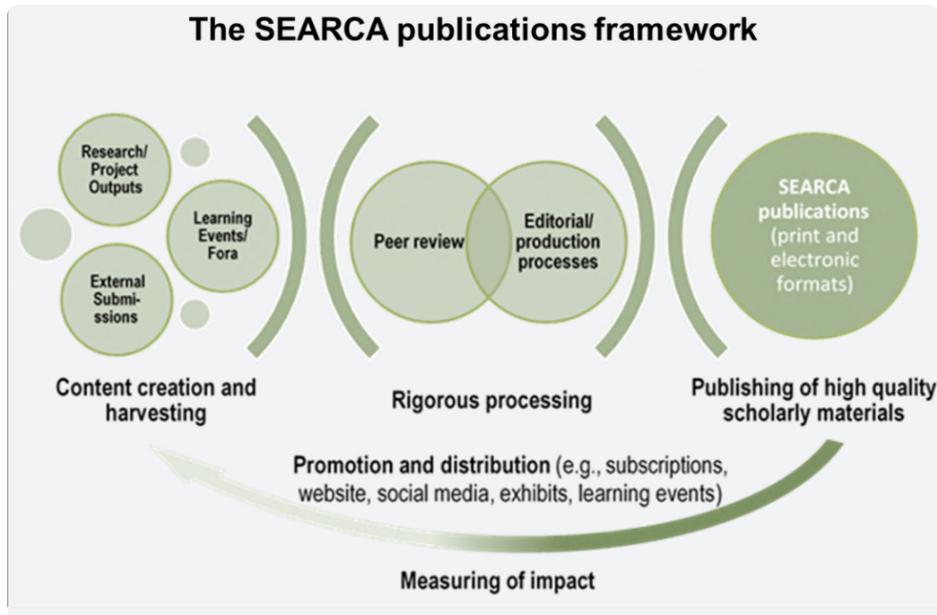 The SEARCA publications framework
Research/
Project
Outputs
Learning
Events/
Fora
External
Submi-
ssions
Content creation and
harvesting
Peer review
Editorial/
production
processes
Rigorous processing
SEARCA
publications
(print and
electronic
formats)
Publishing of high quality
scholarly materials
Promotion and distribution (e.g., subscriptions,
website, social media, exhibits, learning events)
Measuring of impact